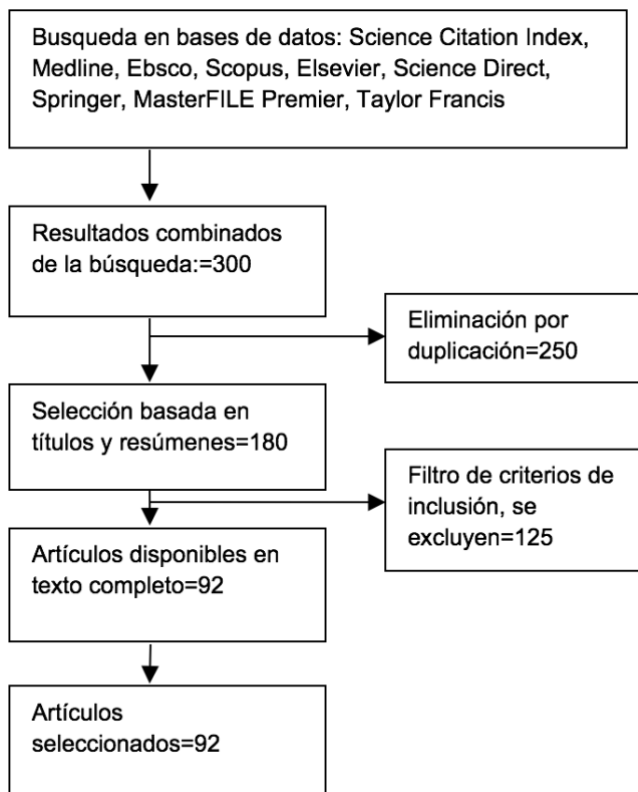 Busqueda en bases de datos: Science Citation Index,
Medline, Ebsco, Scopus, Elsevier, Science Direct,
Springer, MasterFILE Premier, Taylor Francis
Resultados combinados
de la búsqueda:=300
Eliminación por
duplicación=250
Selección basada en
títulos y resúmenes=180
Filtro de criterios de
inclusión, se
excluyen=125
Artículos disponibles en
texto completo=92
Artículos
seleccionados=92